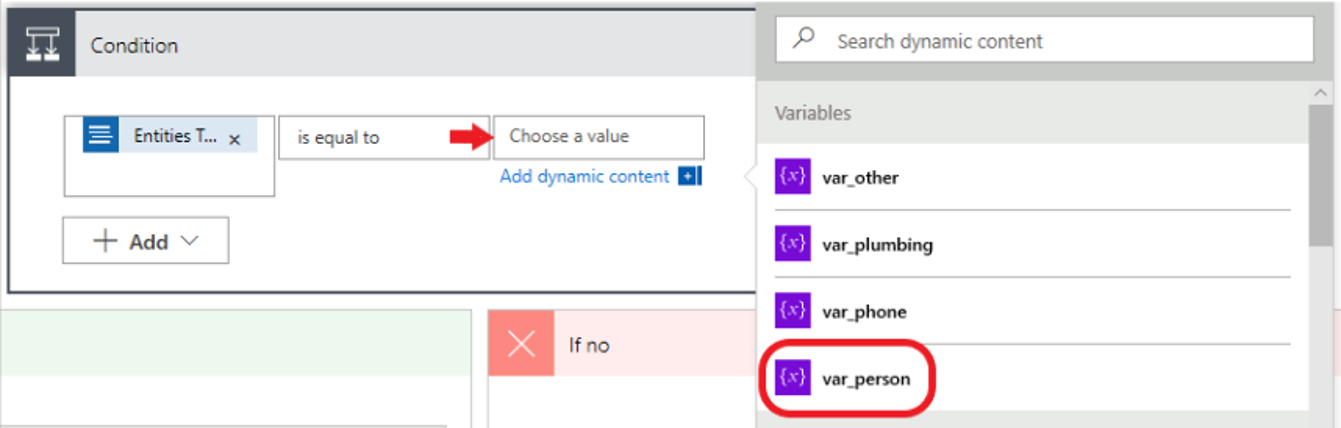 Condition
Entities T... ×
is equal to
Choose a value
Add dynamic content
Add
If no
Search dynamic content
Variables
{x} var_other
{x} var_plumbing
{x} var_phone
{x} var_person